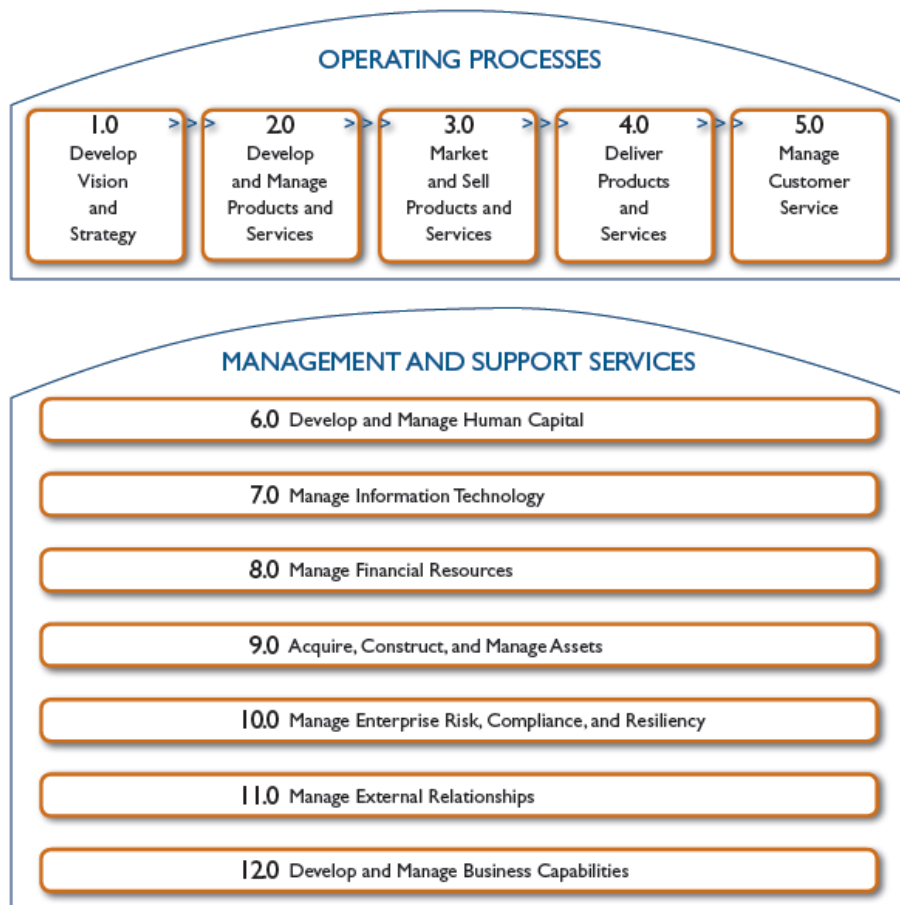 OPERATING PROCESSES
1.0 >>>
Develop
Vision
and
Strategy
2.0 >>>
Develop
and Manage
Products and
Services
3.0 >>>
Market
and Sell
Products and
Services
4.0 >>>
Deliver
Products
and
Services
5.0
Manage
Customer
Service
MANAGEMENT AND SUPPORT SERVICES
6.0 Develop and Manage Human Capital
7.0 Manage Information Technology
8.0 Manage Financial Resources
9.0 Acquire, Construct, and Manage Assets
10.0 Manage Enterprise Risk, Compliance, and Resiliency
11.0 Manage External Relationships
12.0 Develop and Manage Business Capabilities